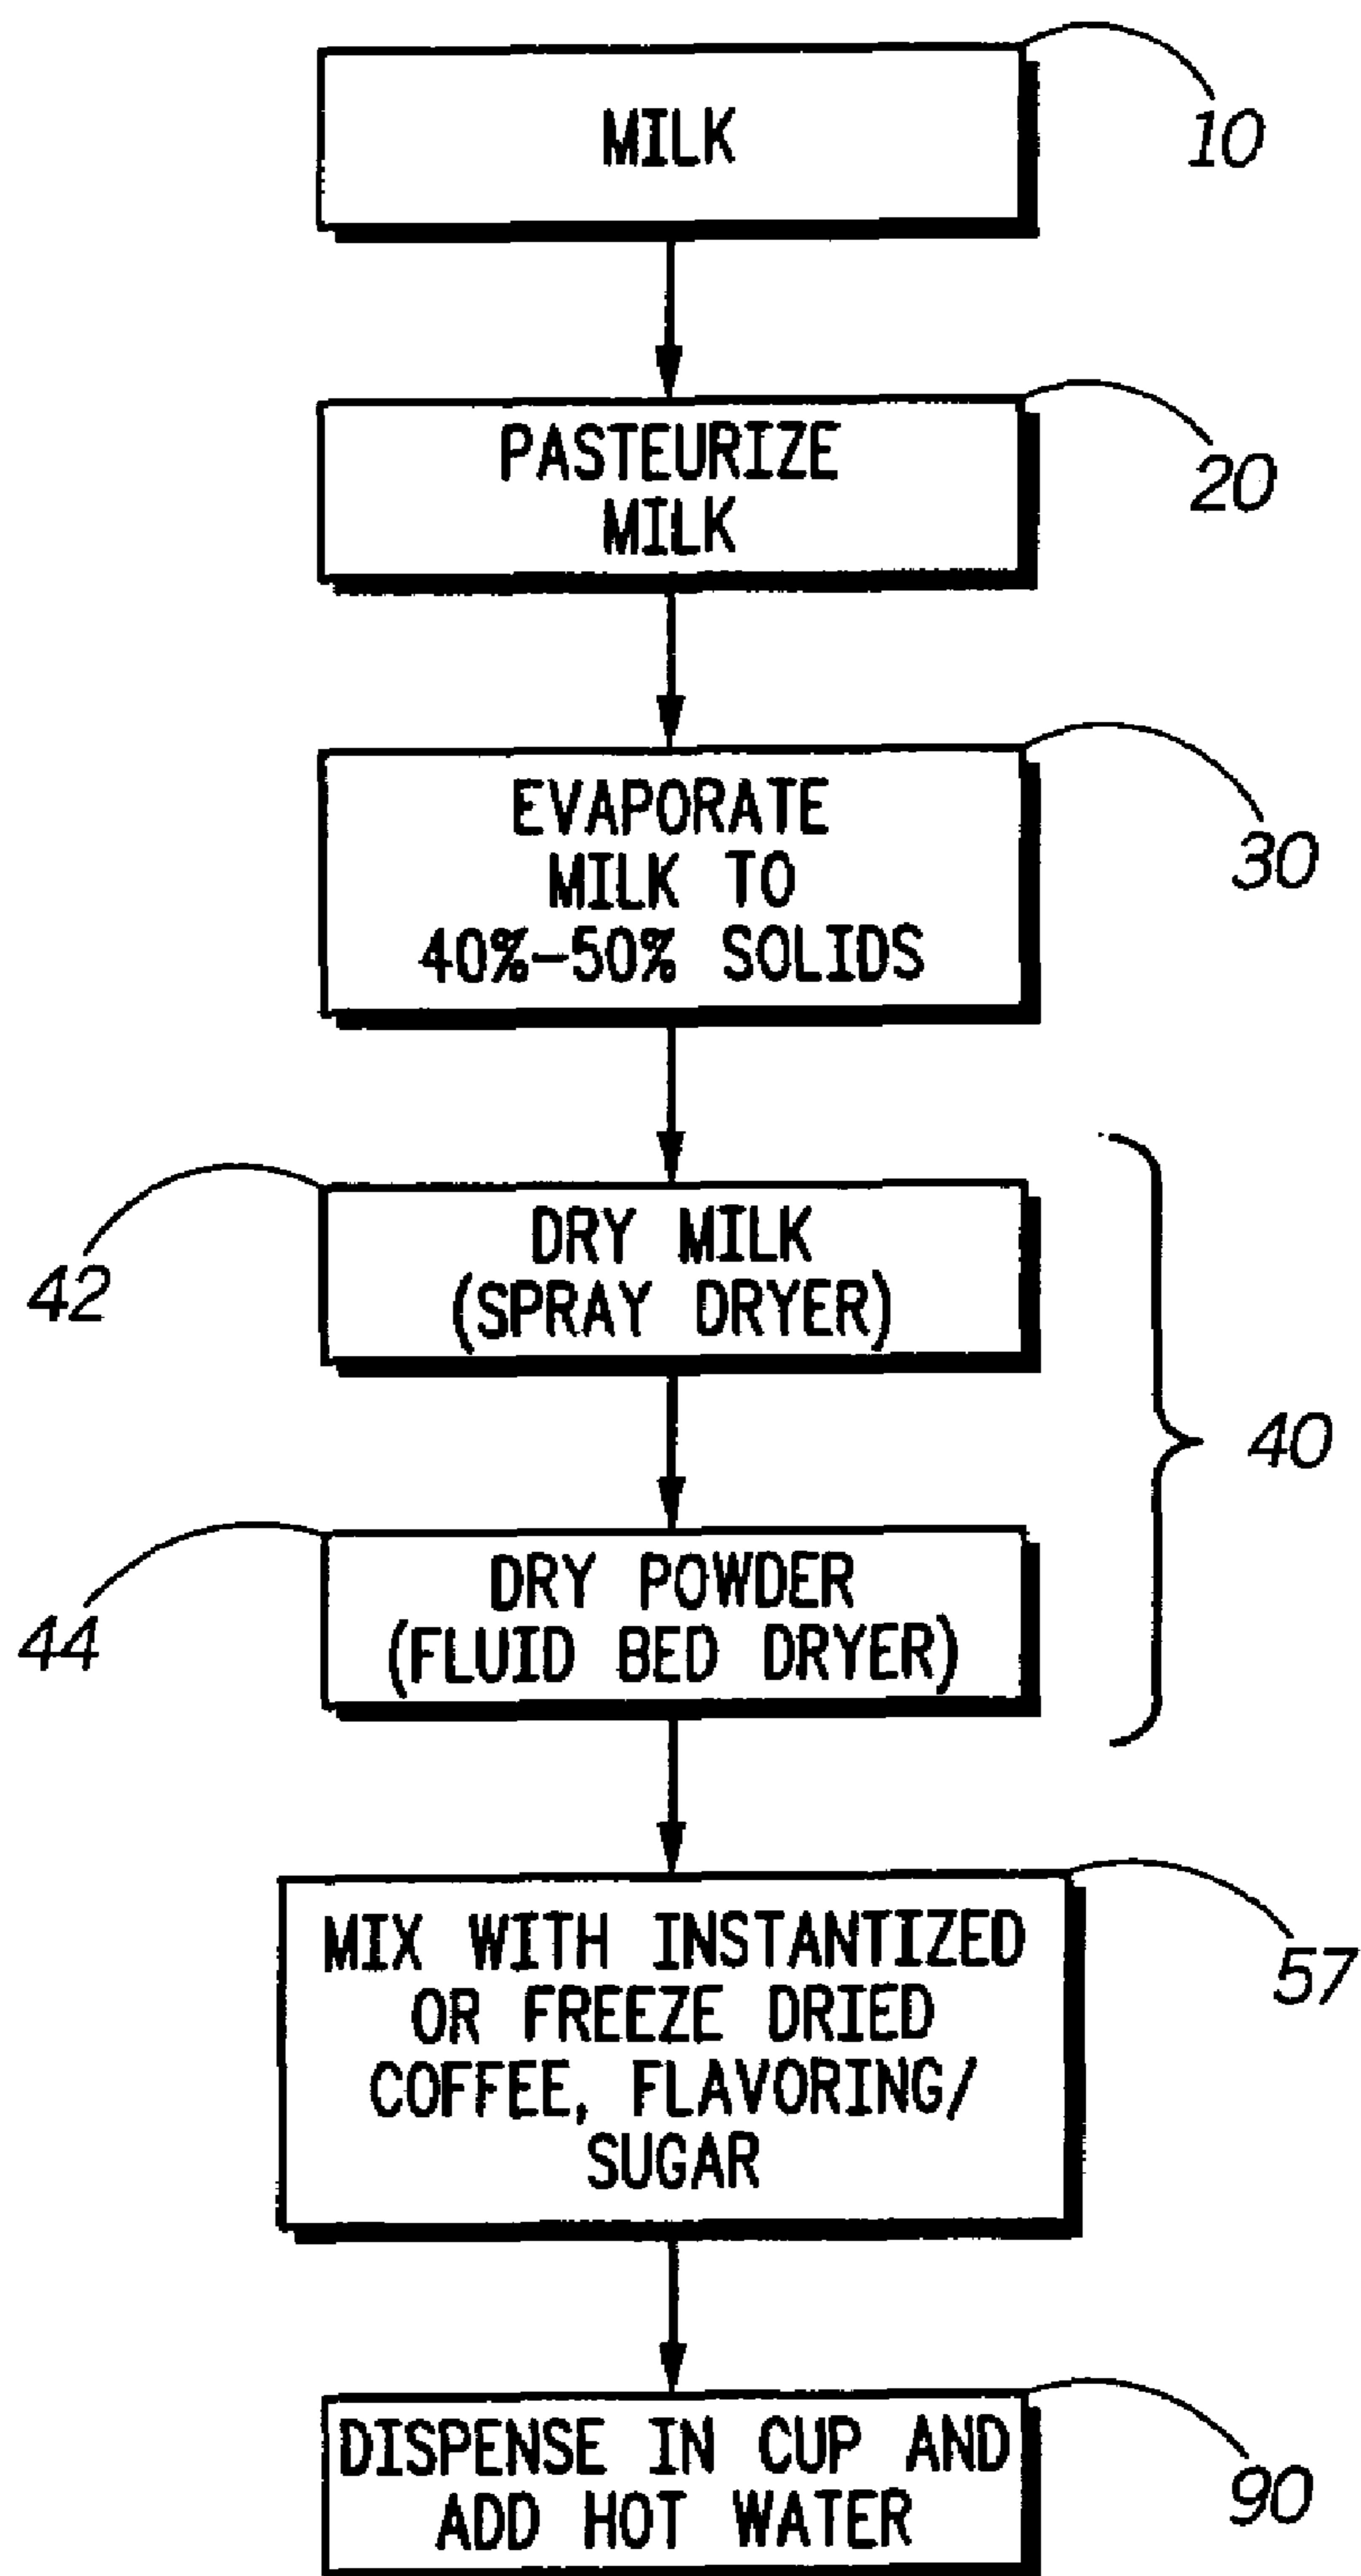 MILK
10
PASTEURIZE
MILK
20
EVAPORATE
MILK TO
40%-50% SOLIDS
30
DRY MILK
(SPRAY DRYER)
42
40
DRY POWDER
(FLUID BED DRYER)
44
MIX WITH INSTANTIZED
OR FREEZE DRIED
COFFEE, FLAVORING/
SUGAR
57
DISPENSE IN CUP AND
ADD HOT WATER
90